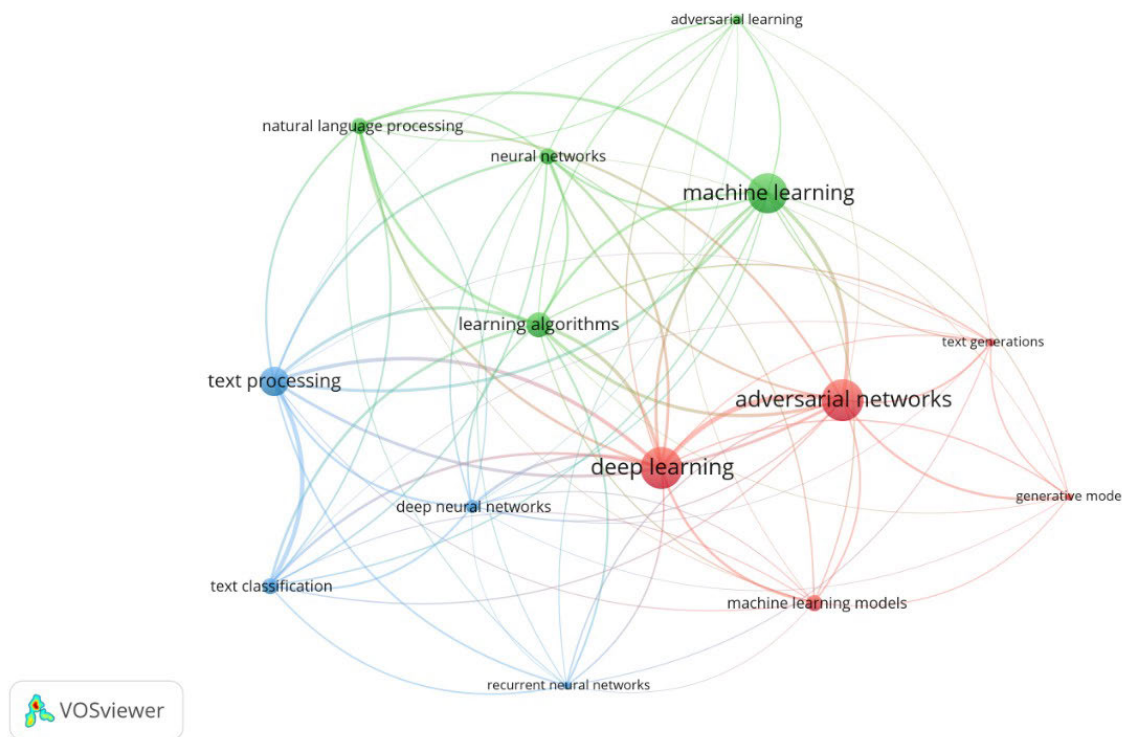 adversarial learning
natural language processing
neural networks
machine learning
learning algorithms
text generations
text processing
adversarial networks
deep learning
generative mode
deep neural networks
text classification
machine learning models
recurrent neural networks
VOSviewer